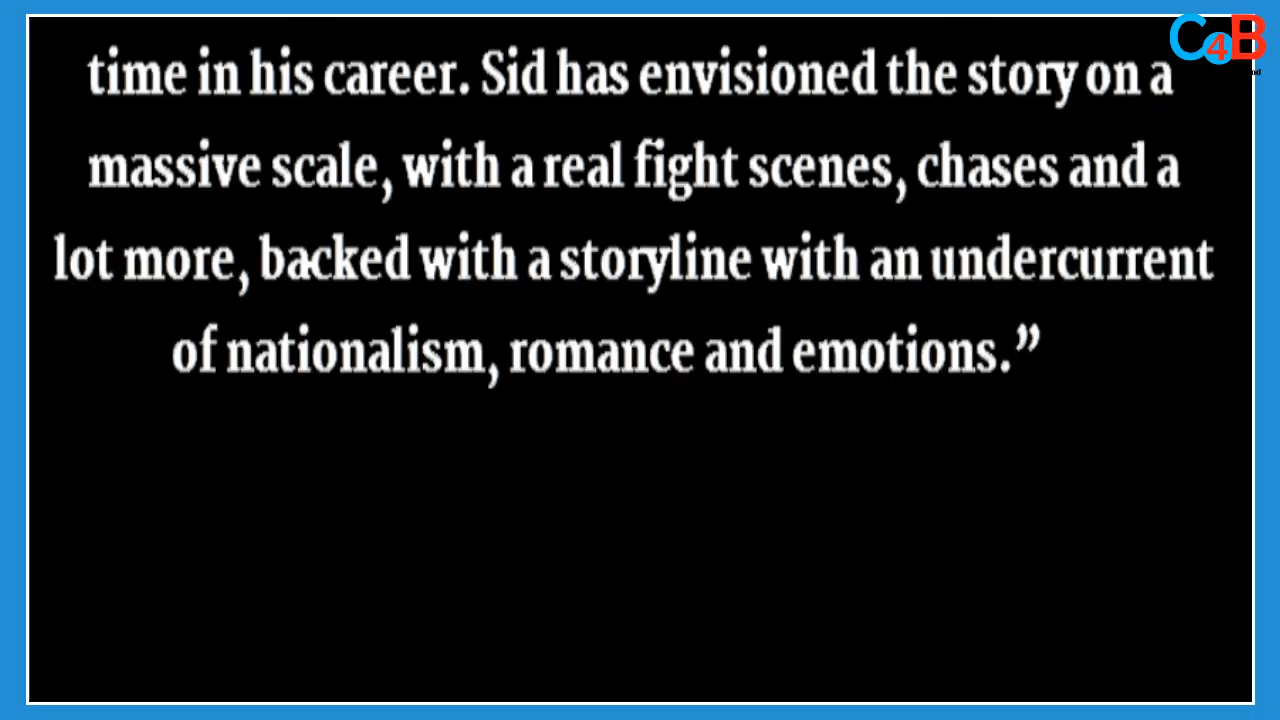 C4B
od
time in his career. Sid has envisioned the story on a
massive scale, with a real fight scenes, chases and a
lot more, backed with a storyline with an undercurrent
of nationalism, romance and emotions.”